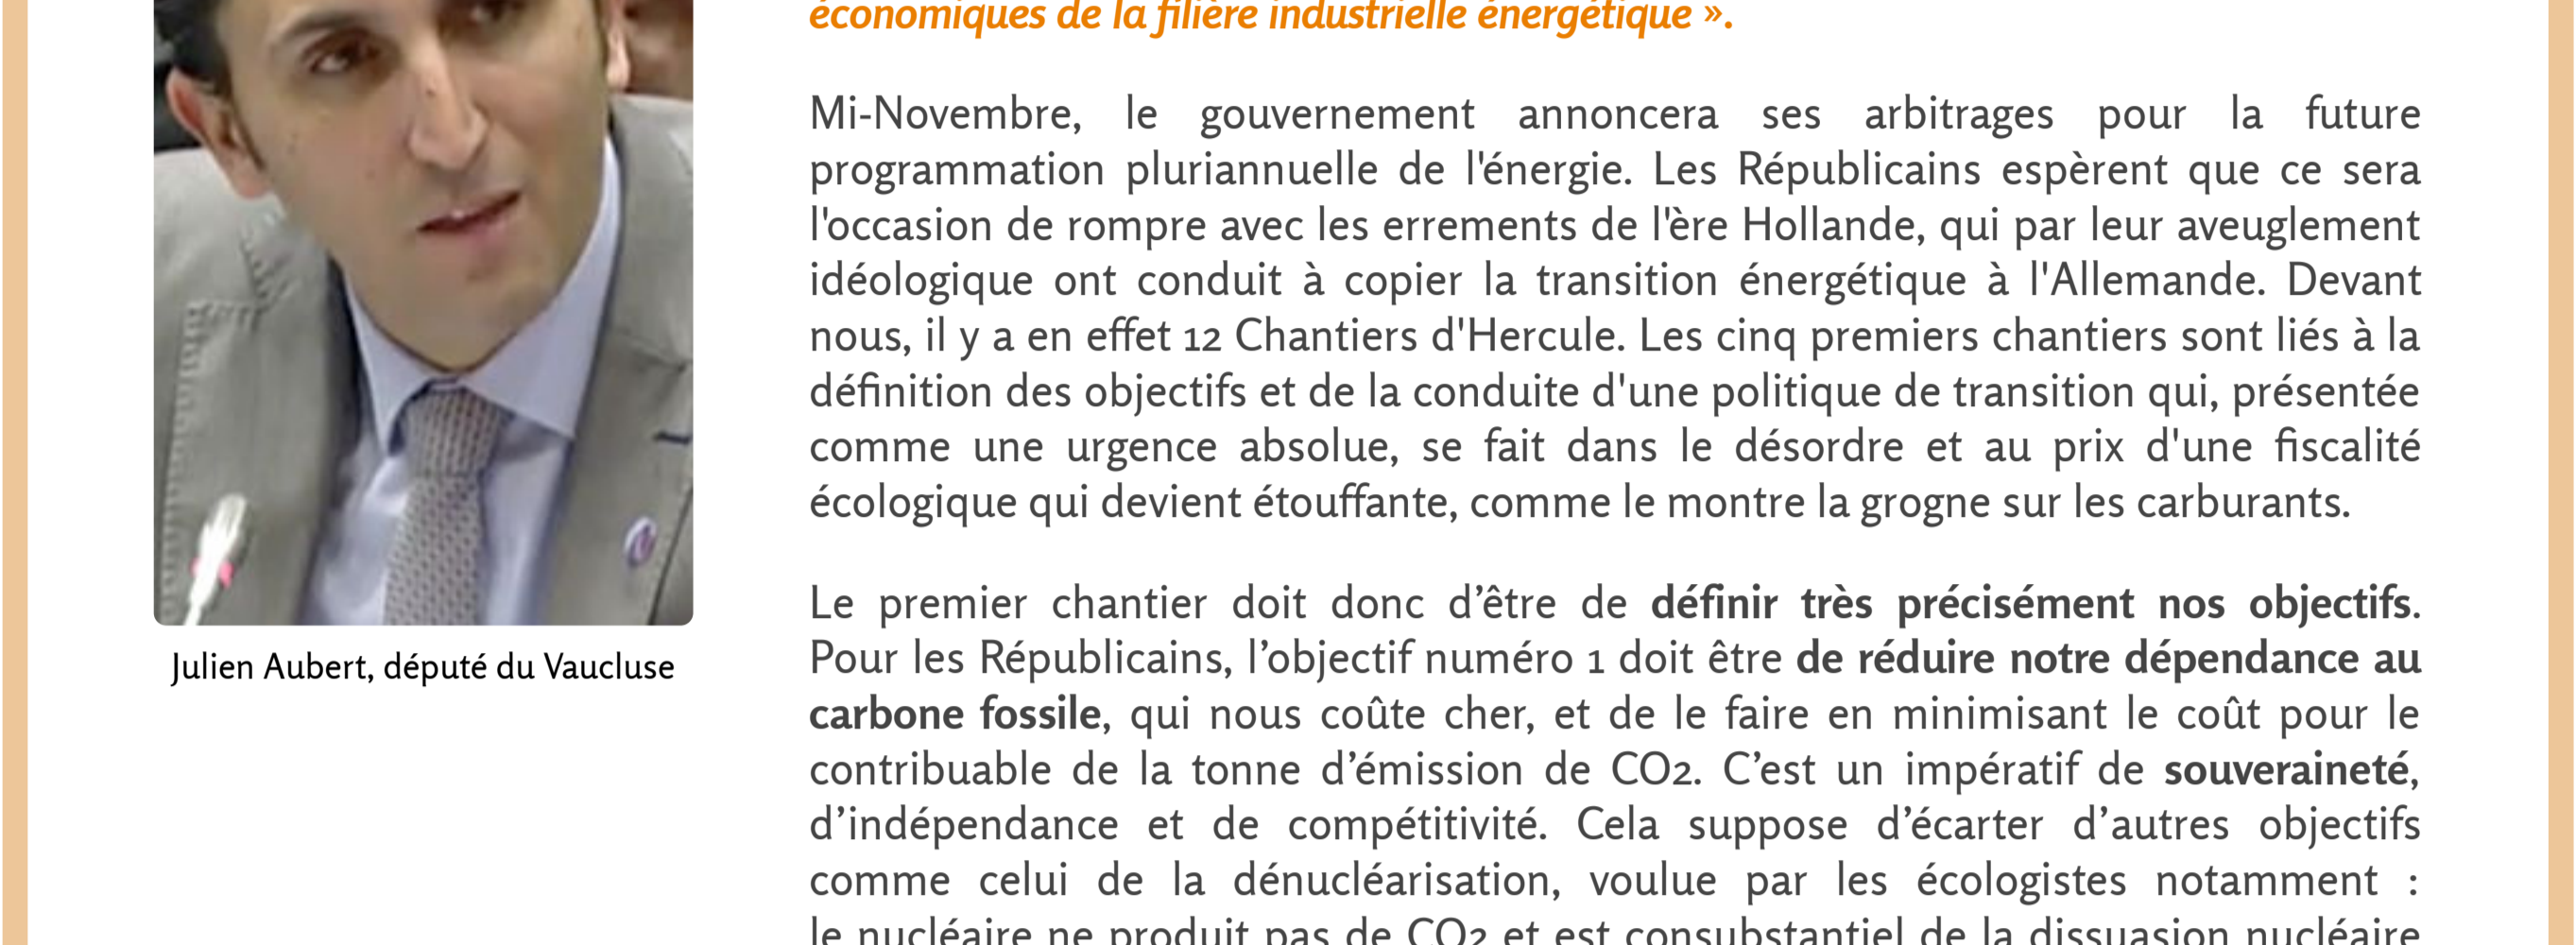 économiques de la filière industrielle énergétique ».
Mi-Novembre, le gouvernement annoncera ses arbitrages pour la future
programmation pluriannuelle de l'énergie. Les Républicains espèrent que ce sera
l'occasion de rompre avec les errements de l'ère Hollande, qui par leur aveuglement
idéologique ont conduit à copier la transition énergétique à l'Allemande. Devant
nous, il y a en effet 12 Chantiers d'Hercule. Les cinq premiers chantiers sont liés à la
définition des objectifs et de la conduite d'une politique de transition qui, présentée
comme une urgence absolue, se fait dans le désordre et au prix d'une fiscalité
écologique qui devient étouffante, comme le montre la grogne sur les carburants.
Le premier chantier doit donc d’être de définir très précisément nos objectifs.
Pour les Républicains, l’objectif numéro 1 doit être de réduire notre dépendance au
carbone fossile, qui nous coûte cher, et de le faire en minimisant le coût pour le
contribuable de la tonne d’émission de CO2. C’est un impératif de souveraineté,
d’indépendance et de compétitivité. Cela suppose d’écarter d’autres objectifs
comme celui de la dénucléarisation, voulue par les écologistes notamment :
le nucléaire ne produit pas de CO2 et est consubstantiel de la dissuasion nucléaire
Julien Aubert, député du Vaucluse